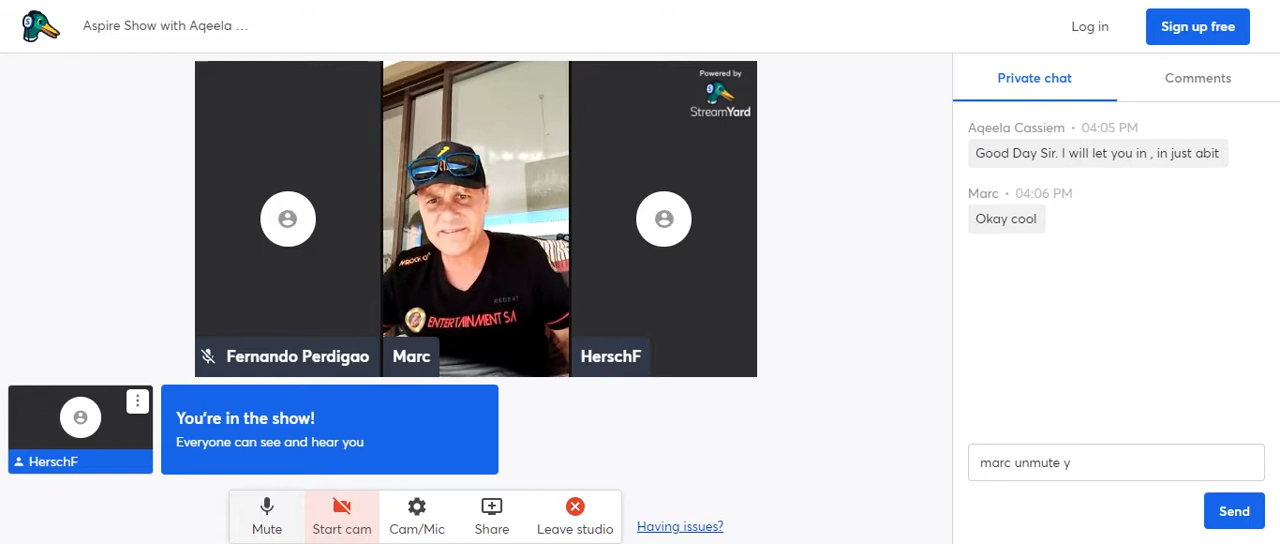 Aspire Show with Aqeela ...
Log in
Sign up free
Powered by
StreamYard
ENTERTAINMENT SA
Fernando Perdigao
Marc
HerschF
HerschF
You're in the show!
Everyone can see and hear you
Mute
Start cam
Cam/Mic
Share
Leave studio
Having issues?
Private chat
Comments
Aqeela Cassiem • 04:05 PM
Good Day Sir. I will let you in , in just abit
Marc • 04:06 PM
Okay cool
marc unmute y
Send